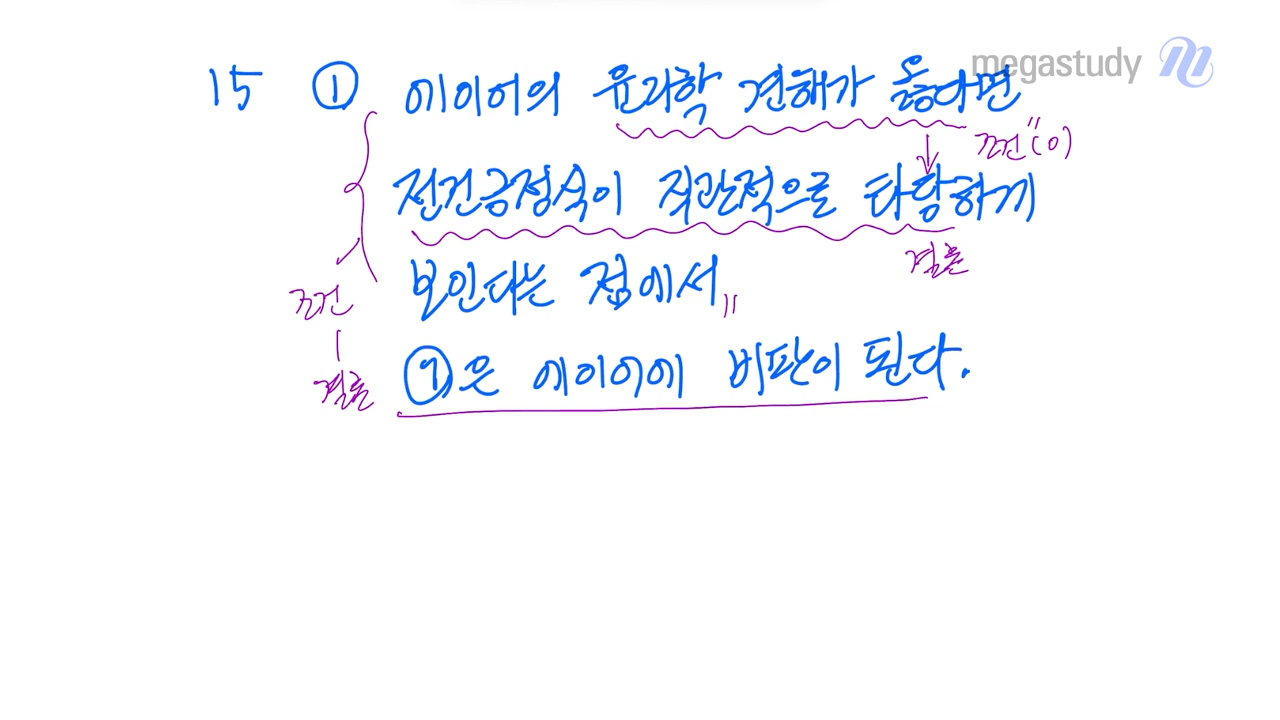 megastudy
15 ① 에이어의 윤리학 견해가 옳다면
조건 (o)
전건긍정식이 직관적으로 타당하게
결론
보인다는 점에서
조건
㉮은 에이어에 비판이 된다.
결론